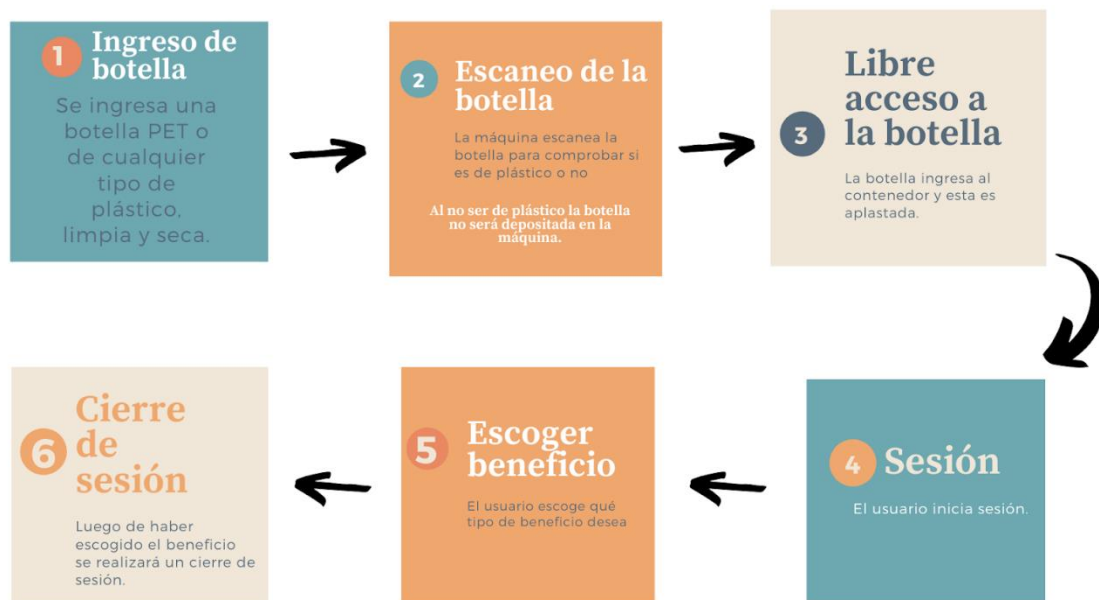 1
Ingreso de
botella
Se ingresa una
botella PET o
de cualquier
tipo de
plástico,
limpia y seca.
2
Escaneo de la
botella
La máquina escanea la
botella para comprobar si
es de plástico o no
Al no ser de plástico la botella
no será depositada en la
máquina.
3
Libre
acceso a
la botella
La botella ingresa al
contenedor y esta es
aplastada.
4
Sesión
El usuario inicia sesión.
5
Escoger
beneficio
El usuario escoge qué
tipo de beneficio desea
6
Cierre
de
sesión
Luego de haber
escogido el beneficio
se realizará un cierre de
sesión.